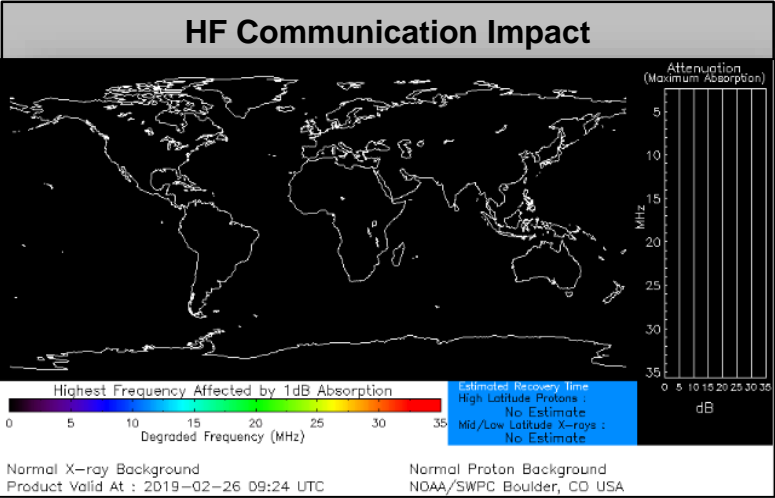 HF Communication Impact
Attenuation
(Maximum Absorption)
5
10
15
20
25
30
35
MHz
0 5 10 15 20 25 30 35
dB
Highest Frequency Affected by 1dB Absorption
0 5 10 15 20 25 30 35
Degraded Frequency (MHz)
Estimated Recovery Time
High Latitude Protons :
No Estimate
Mid/Low Latitude X-rays :
No Estimate
Normal X-ray Background
Product Valid At : 2019-02-26 09:24 UTC
Normal Proton Background
NOAA/SWPC Boulder, CO USA